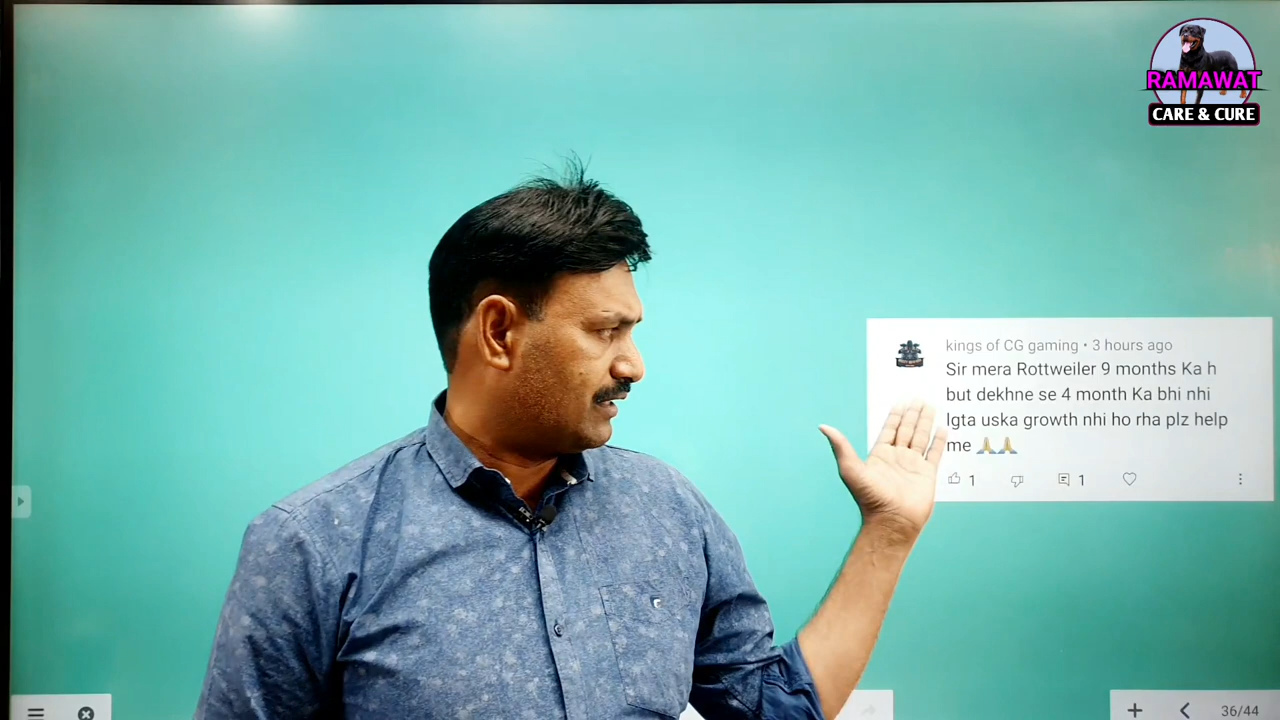 RAMAWAT
CARE & CURE
kings of CG gaming • 3 hours ago
Sir mera Rottweiler 9 months Ka h
but dekhne se 4 month Ka bhi nhi
lgta uska growth nhi ho rha plz help
me 🙏🙏
1
1
36/44